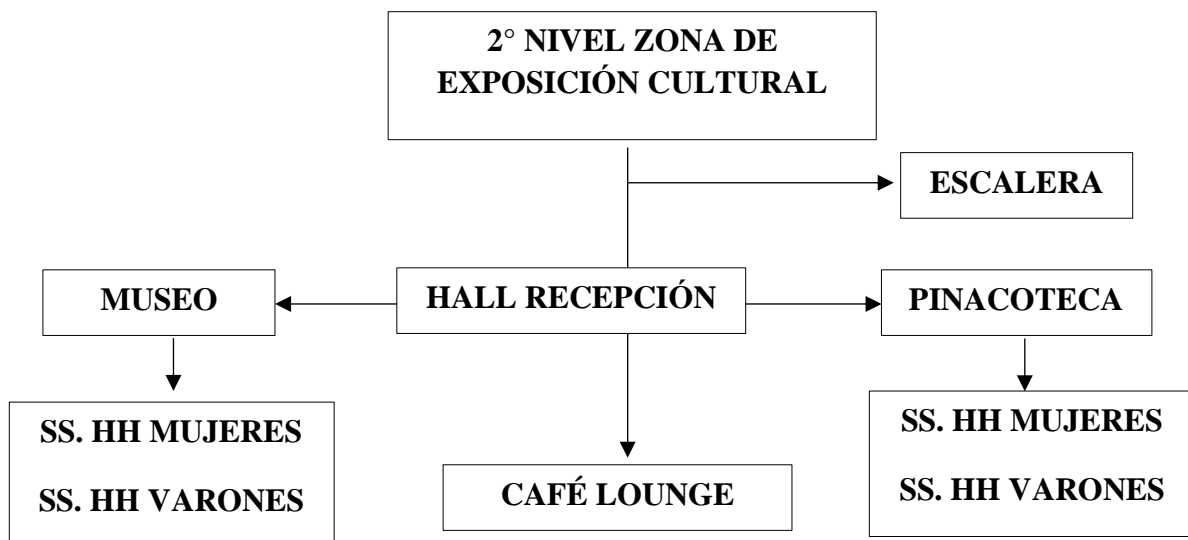 2° NIVEL ZONA DE
EXPOSICIÓN CULTURAL
ESCALERA
MUSEO
HALL RECEPCIÓN
PINACOTECA
SS. HH MUJERES
SS. HH VARONES
CAFÉ LOUNGE
SS. HH MUJERES
SS. HH VARONES